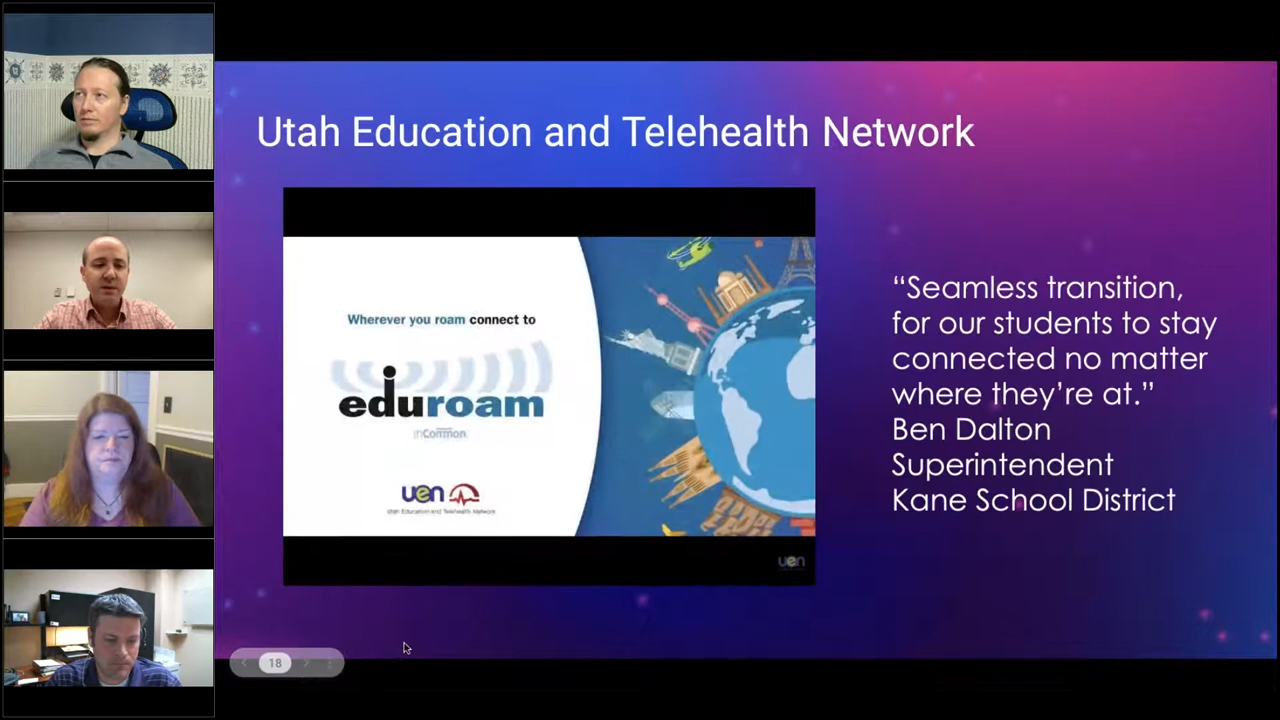 Utah Education and Telehealth Network
Wherever you roam connect to
eduroam
inCommon
uen
Utah Education and Telehealth Network
uen
“Seamless transition,
for our students to stay
connected no matter
where they’re at.”
Ben Dalton
Superintendent
Kane School District
18